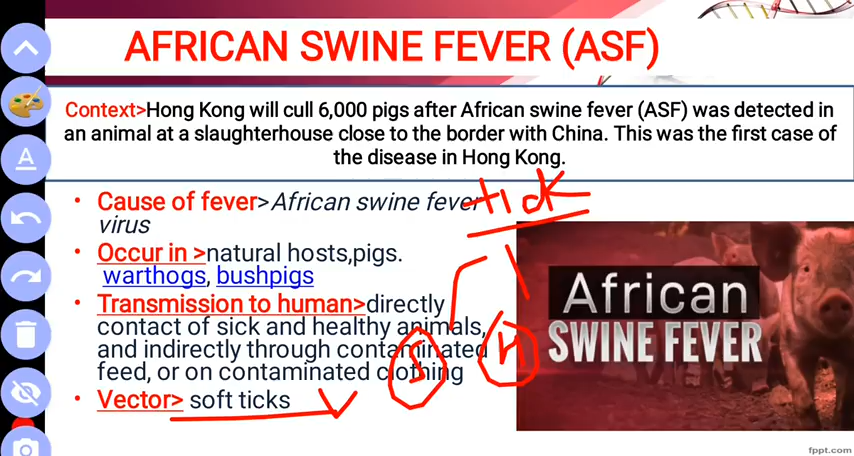 AFRICAN SWINE FEVER (ASF)
Context>Hong Kong will cull 6,000 pigs after African swine fever (ASF) was detected in
an animal at a slaughterhouse close to the border with China. This was the first case of
the disease in Hong Kong.
• Cause of fever>African swine fever
virus
• Occur in >natural hosts,pigs.
warthogs, bushpigs
• Transmission to human>directly
contact of sick and healthy animals,
and indirectly through contaminated
feed, or on contaminated clothing
• Vector> soft ticks
tick
S
H
African
SWINE FEVER
A
fppt.com